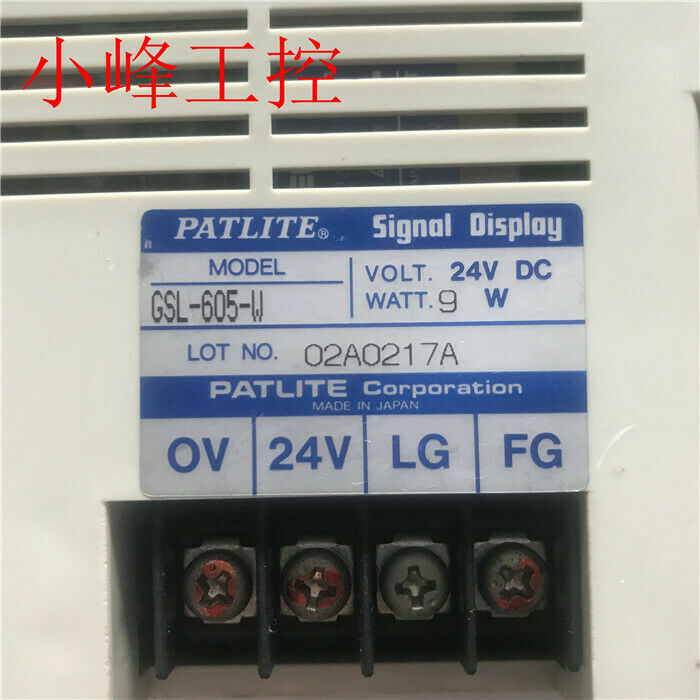 小峰工控
PATLITE® Signal Display
MODEL
GSL-605-W
VOLT. 24V DC
WATT. 9 W
LOT NO. 02A0217A
PATLITE Corporation
MADE IN JAPAN
OV 24V LG FG